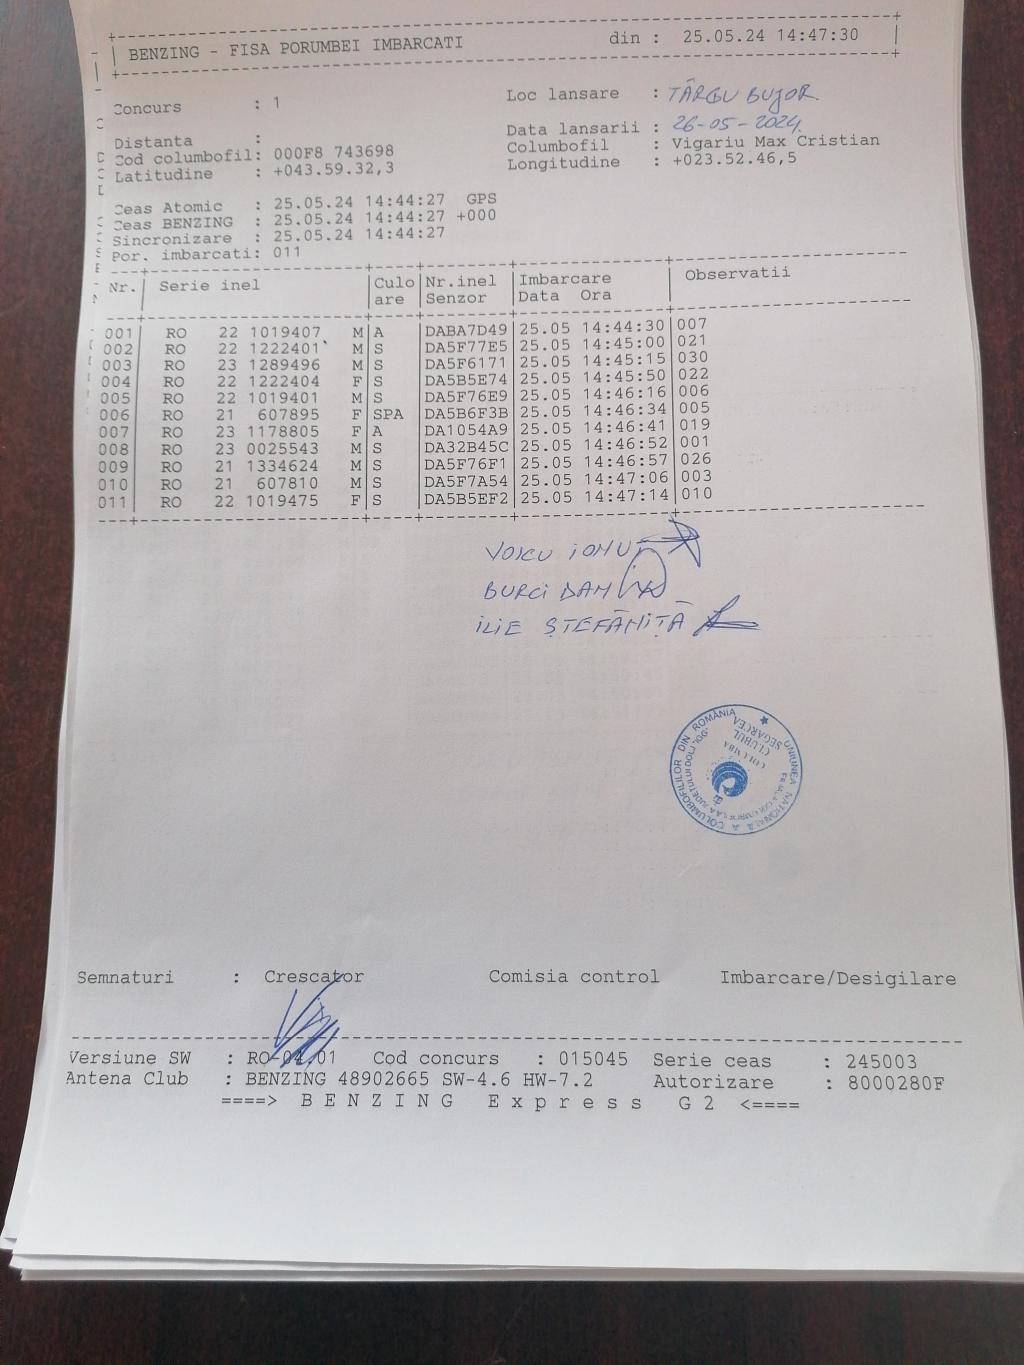 BENZING - FISA PORUMBEI IMBARCATI din : 25.05.24 14:47:30
Concurs : 1 Loc lansare : TÂRGU BUJOR
Distanta : Data lansarii : 26-05-2024
Cod columbofil: 000F8 743698 Columbofil : Vigariu Max Cristian
Latitudine : +043.59.32,3 Longitudine : +023.52.46,5
Ceas Atomic : 25.05.24 14:44:27 GPS
Ceas BENZING : 25.05.24 14:44:27 +000
Sincronizare : 25.05.24 14:44:27
Por. imbarcati: 011
Nr. Serie inel Culo Nr.inel Imbarcare Observatii
are Senzor Data Ora
001 RO 22 1019407 M A DABA7D49 25.05 14:44:30 007
002 RO 22 1222401 M S DA5F77E5 25.05 14:45:00 021
003 RO 23 1289496 M S DA5F6171 25.05 14:45:15 030
004 RO 22 1222404 F S DA5B5E74 25.05 14:45:50 022
005 RO 22 1019401 M S DA5F76E9 25.05 14:46:16 006
006 RO 21 607895 F SPA DA5B6F3B 25.05 14:46:34 005
007 RO 23 1178805 F A DA1054A9 25.05 14:46:41 019
008 RO 23 0025543 M S DA32B45C 25.05 14:46:52 001
009 RO 21 1334624 M S DA5F76F1 25.05 14:46:57 026
010 RO 21 607810 M S DA5F7A54 25.05 14:47:06 003
011 RO 22 1019475 F S DA5B5EF2 25.05 14:47:14 010
VOICU IONUȚ
BURCI DAN
ILIE ȘTEFĂNIȚĂ
UNIUNEA NAȚIONALĂ A COLUMBOFILILOR DIN ROMÂNIA
COLUMBA
CLUBUL
SEGARCEA
Semnaturi : Crescator Comisia control Imbarcare/Desigilare
Versiune SW : RO-04.01 Cod concurs : 015045 Serie ceas : 245003
Antena Club : BENZING 48902665 SW-4.6 HW-7.2 Autorizare : 8000280F
====> B E N Z I N G E x p r e s s G 2 <====